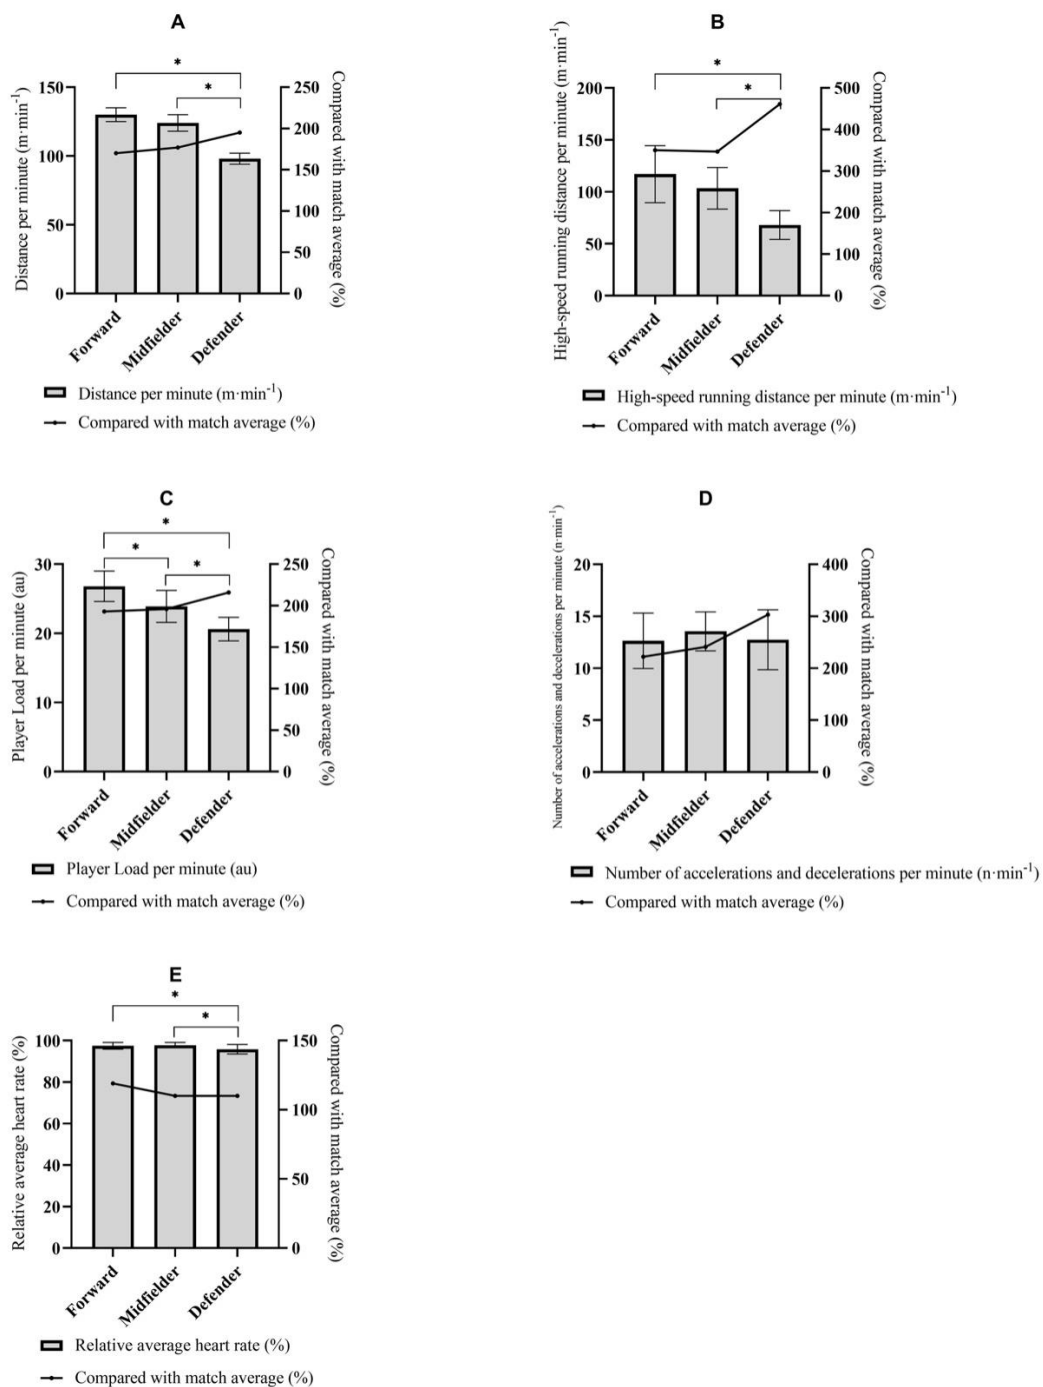 A
*
*
Distance per minute (m·min-1)
150
100
50
0
250
200
150
100
50
0
Compared with match average (%)
Forward
Midfielder
Defender
Distance per minute (m·min-1)
Compared with match average (%)
B
*
*
High-speed running distance per minute (m·min-1)
200
150
100
50
0
500
400
300
200
100
0
Compared with match average (%)
Forward
Midfielder
Defender
High-speed running distance per minute (m·min-1)
Compared with match average (%)
C
*
*
*
Player Load per minute (au)
30
20
10
0
250
200
150
100
50
0
Compared with match average (%)
Forward
Midfielder
Defender
Player Load per minute (au)
Compared with match average (%)
D
Number of accelerations and decelerations per minute (n·min-1)
20
15
10
5
0
400
300
200
100
0
Compared with match average (%)
Forward
Midfielder
Defender
Number of accelerations and decelerations per minute (n·min-1)
Compared with match average (%)
E
*
*
Relative average heart rate (%)
100
80
60
40
20
0
150
100
50
0
Compared with match average (%)
Forward
Midfielder
Defender
Relative average heart rate (%)
Compared with match average (%)